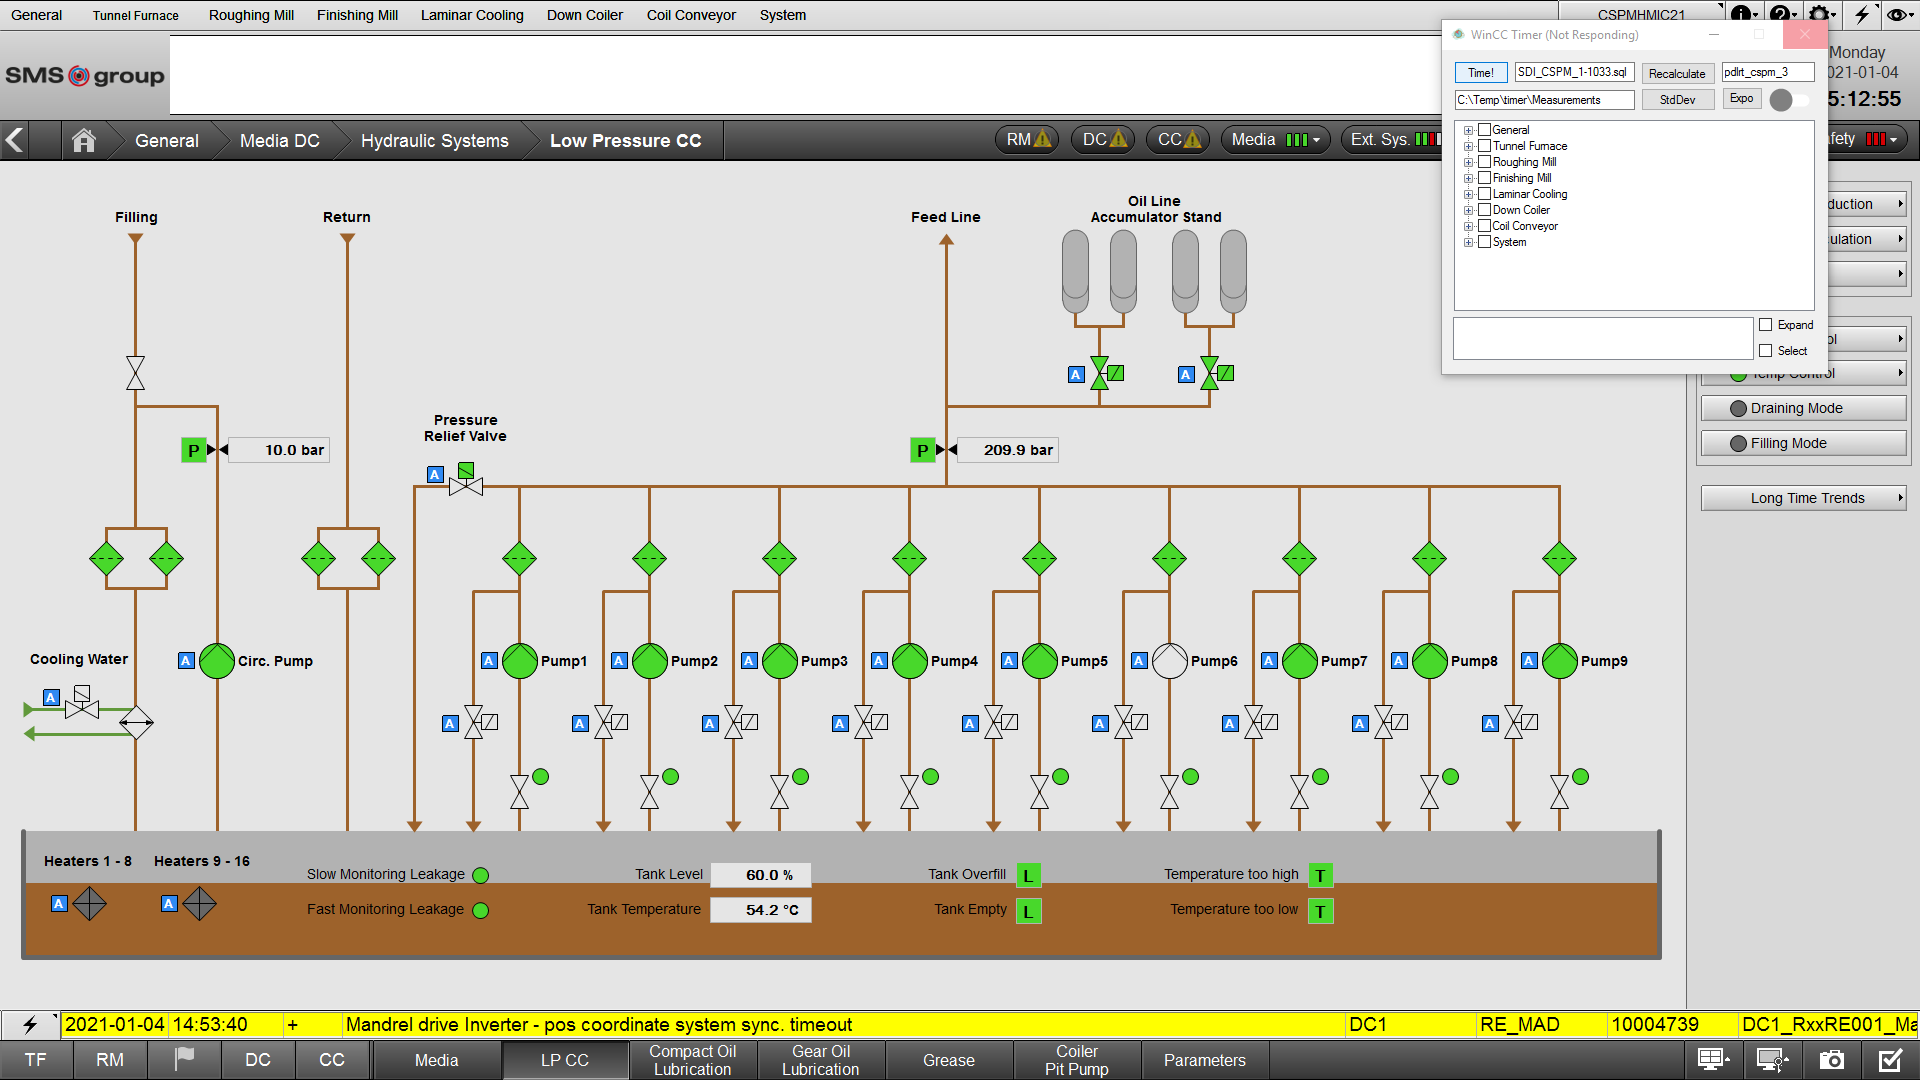 General Tunnel Furnace Roughing Mill Finishing Mill Laminar Cooling Down Coiler Coil Conveyor System CSPMHMIC21
SMS group
Monday
021-01-04
5:12:55
WinCC Timer (Not Responding)
Time! SDI_CSPM_1-1033.sql Recalculate pdlrt_cspm_3
C:\Temp\timer\Measurements StdDev Expo
General
Tunnel Furnace
Roughing Mill
Finishing Mill
Laminar Cooling
Down Coiler
Coil Conveyor
System
Expand
Select
General Media DC Hydraulic Systems Low Pressure CC RM DC CC Media Ext. Sys. fety
duction
ulation
ol
Temp Control
Draining Mode
Filling Mode
Long Time Trends
Filling Return Feed Line Oil Line
Accumulator Stand
A A
Pressure
Relief Valve
P 10.0 bar P 209.9 bar
A
Cooling Water
A Circ. Pump A Pump1 A Pump2 A Pump3 A Pump4 A Pump5 A Pump6 A Pump7 A Pump8 A Pump9
A
A A A A A A A A A
Heaters 1 - 8 Heaters 9 - 16
Slow Monitoring Leakage Tank Level 60.0 % Tank Overfill L Temperature too high T
A A
Fast Monitoring Leakage Tank Temperature 54.2 °C Tank Empty L Temperature too low T
2021-01-04 14:53:40 + Mandrel drive Inverter - pos coordinate system sync. timeout DC1 RE_MAD 10004739 DC1_RxxRE001_Ma
TF RM DC CC Media LP CC Compact Oil
Lubrication Gear Oil
Lubrication Grease Coiler
Pit Pump Parameters